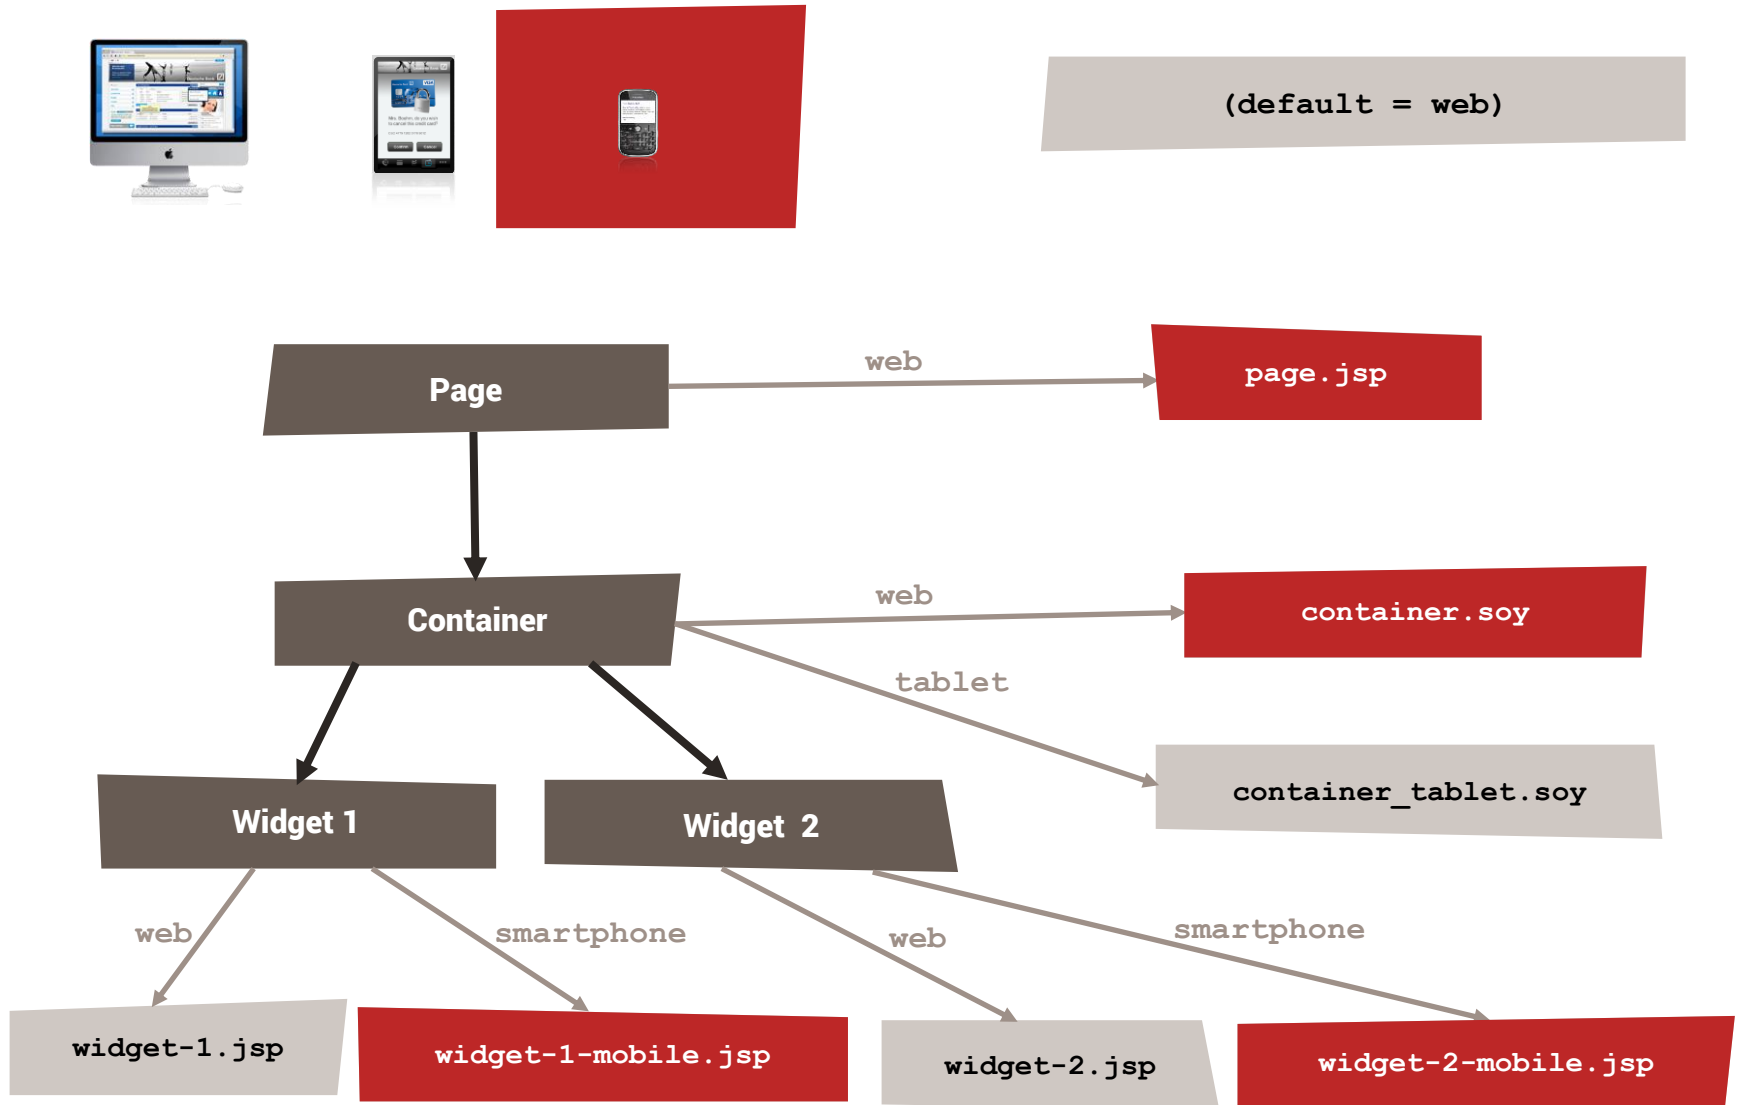 (default = web)
Page
web
page.jsp
Container
web
container.soy
tablet
container_tablet.soy
Widget 1
Widget 2
web
smartphone
web
smartphone
widget-1.jsp
widget-1-mobile.jsp
widget-2.jsp
widget-2-mobile.jsp